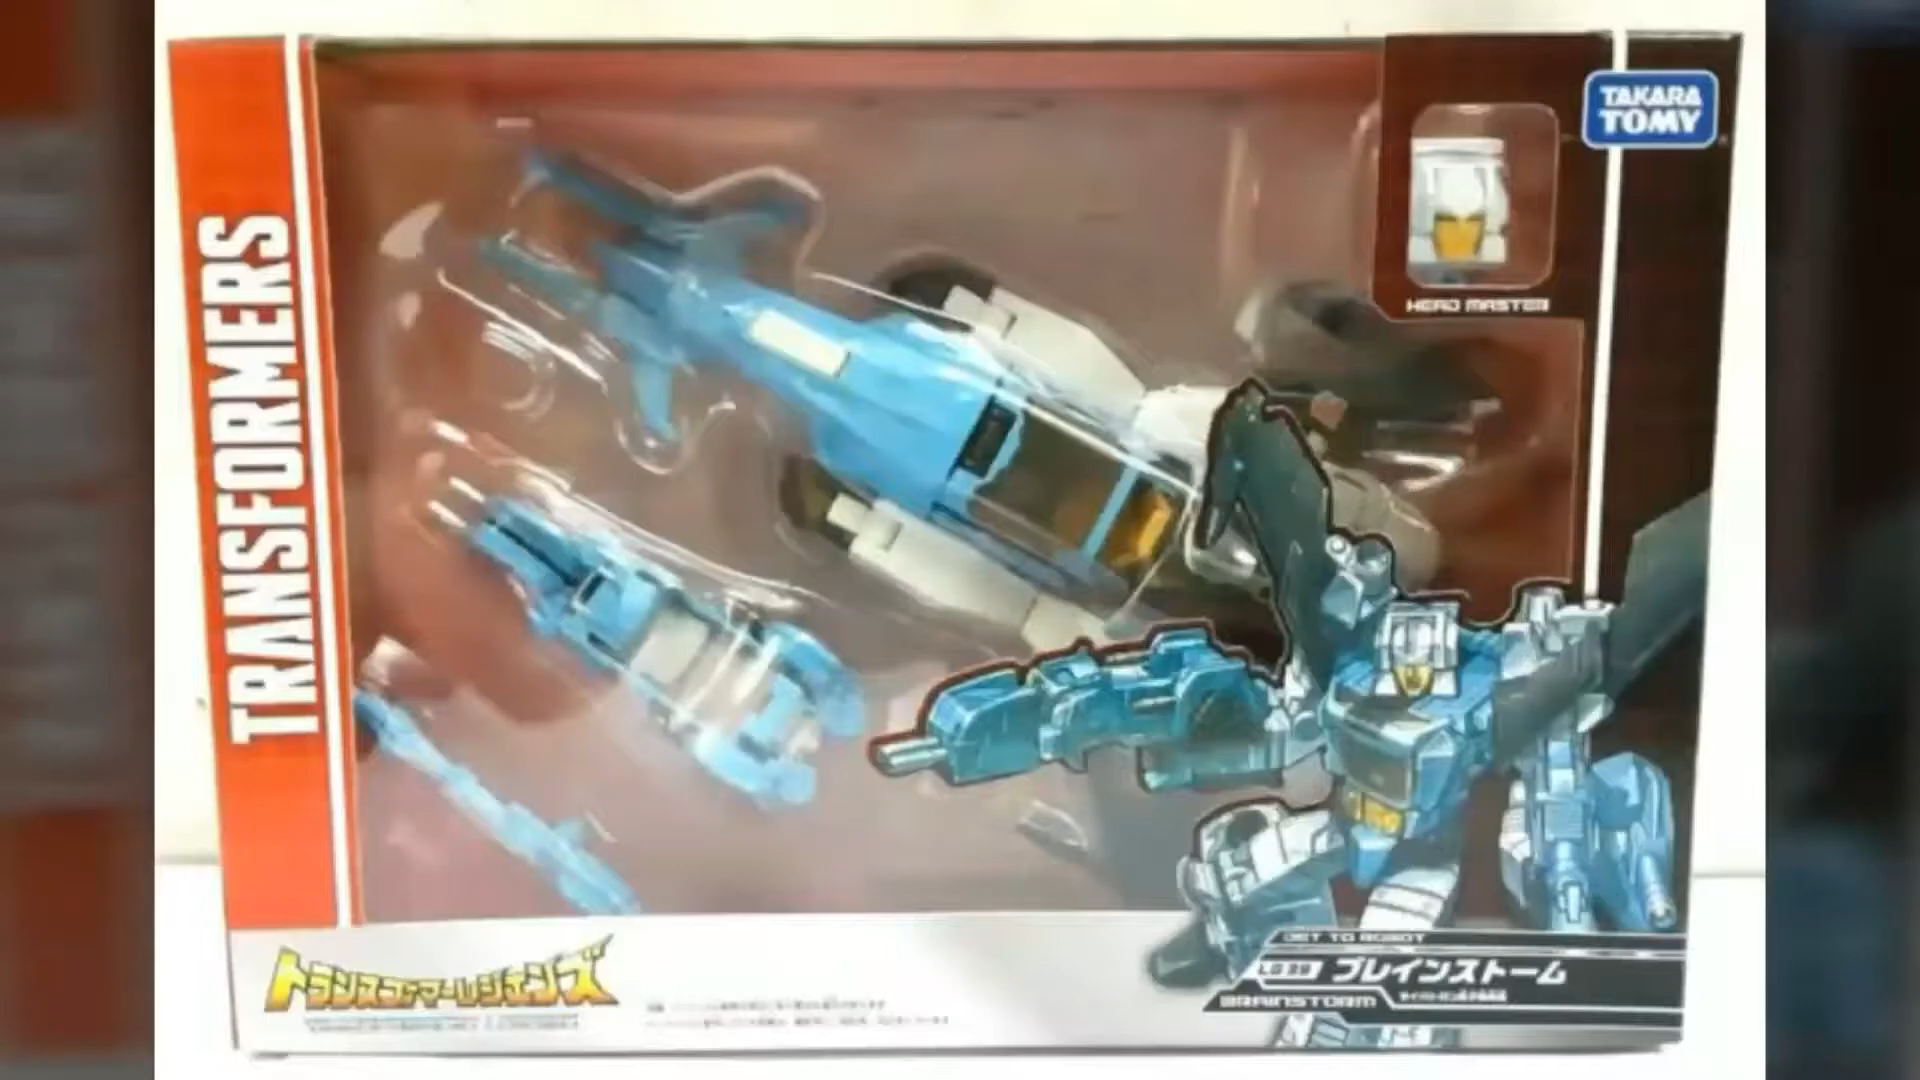 TRANSFORMERS
TAKARA
TOMY
HEAD MASTER
トランスフォーマーレジェンズ
JET TO ROBOT
LG39 ブレインストーム
BRAINSTORM